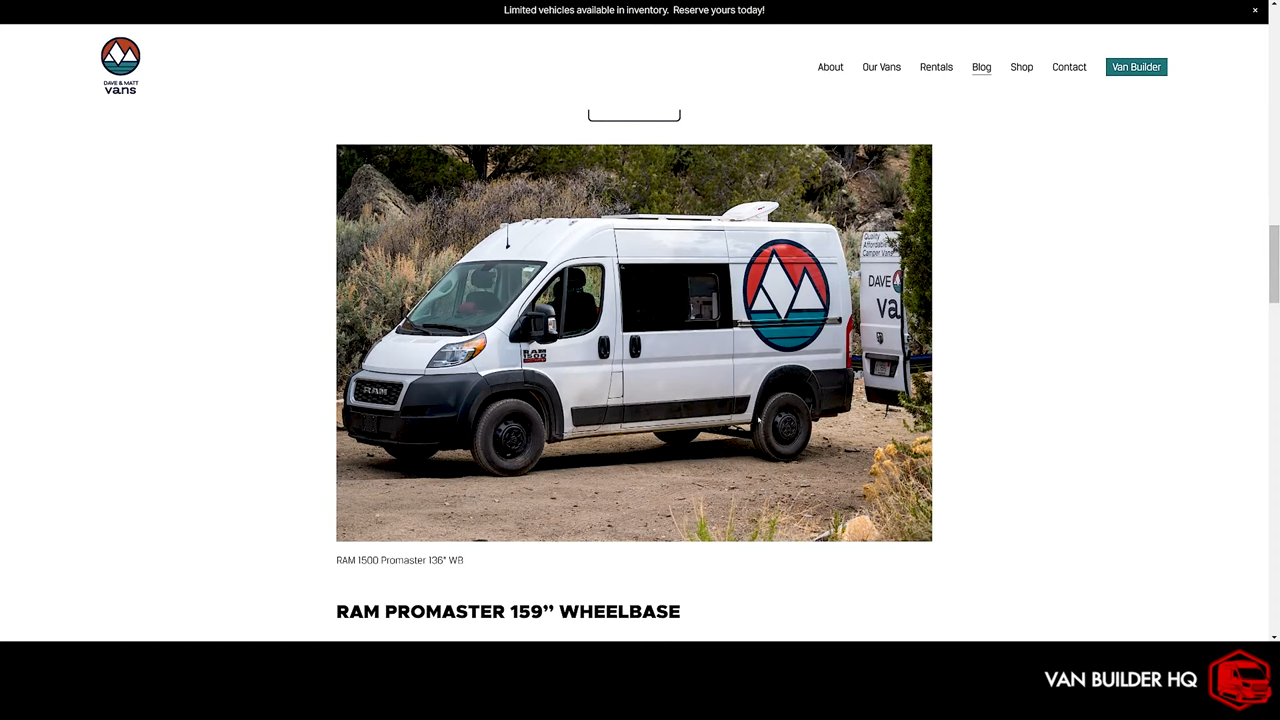 Limited vehicles available in inventory. Reserve yours today!
×
DAVE & MATT
vans
About
Our Vans
Rentals
Blog
Shop
Contact
Van Builder
Quality
Affordable
Camper Vans
DAVE
va
RAM
1500
RAM
RAM 1500 Promaster 136" WB
RAM PROMASTER 159” WHEELBASE
VAN BUILDER HQ